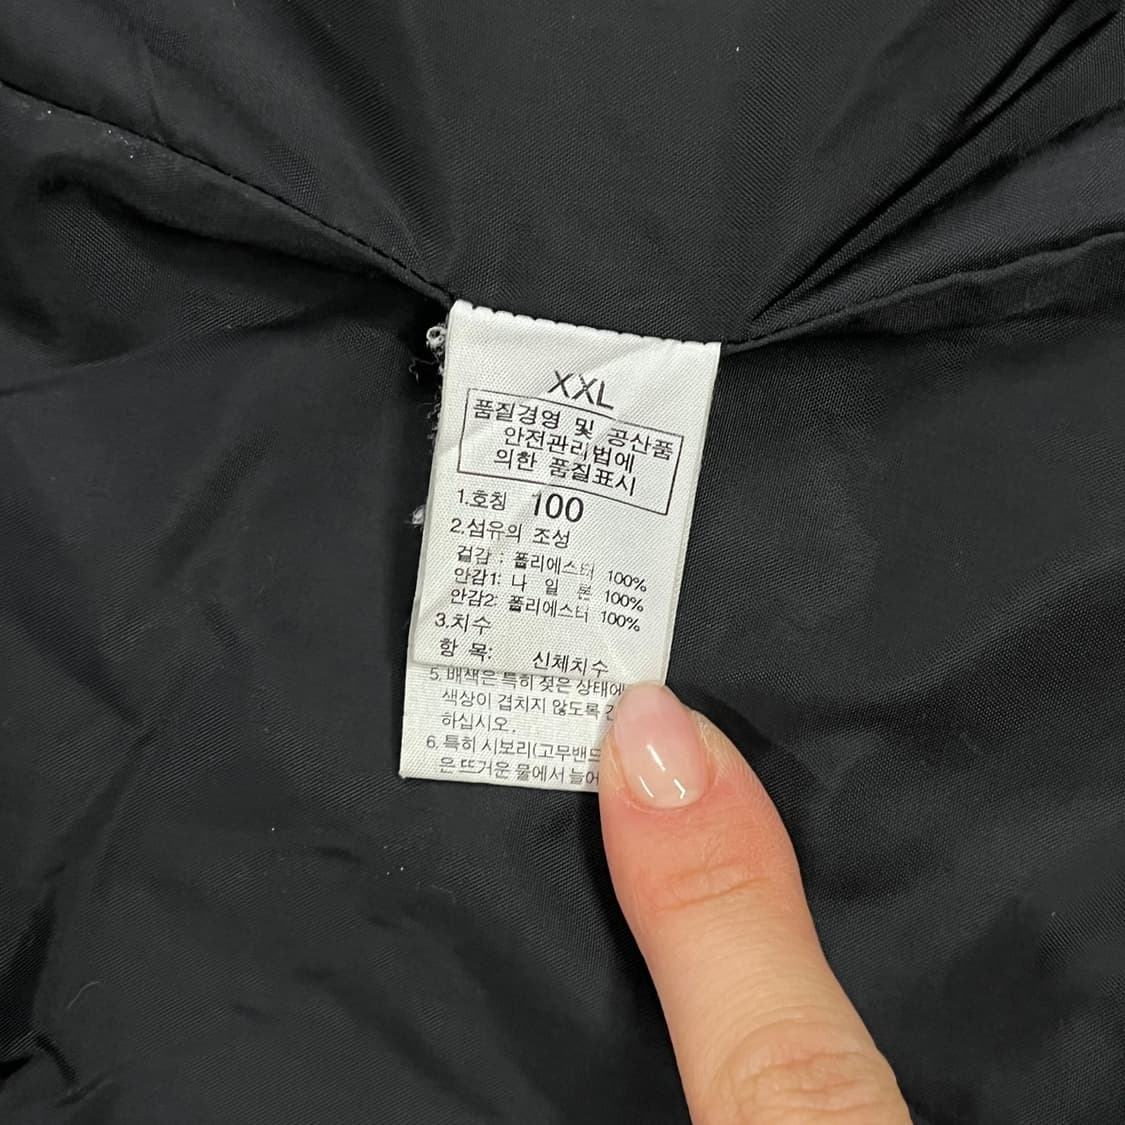 XXL
품질경영 및 공산품
안전관리법에
의한 품질표시
1.호칭 100
2.섬유의 조성
겉감 : 폴리에스터 100%
안감1: 나 일 론 100%
안감2: 폴리에스터 100%
3.치수
항 목: 신체치수
5. 배색은 특히 젖은 상태에
색상이 겹치지 않도록
하십시오.
6. 특히 시보리(고무밴드
은 뜨거운 물에서 늘어